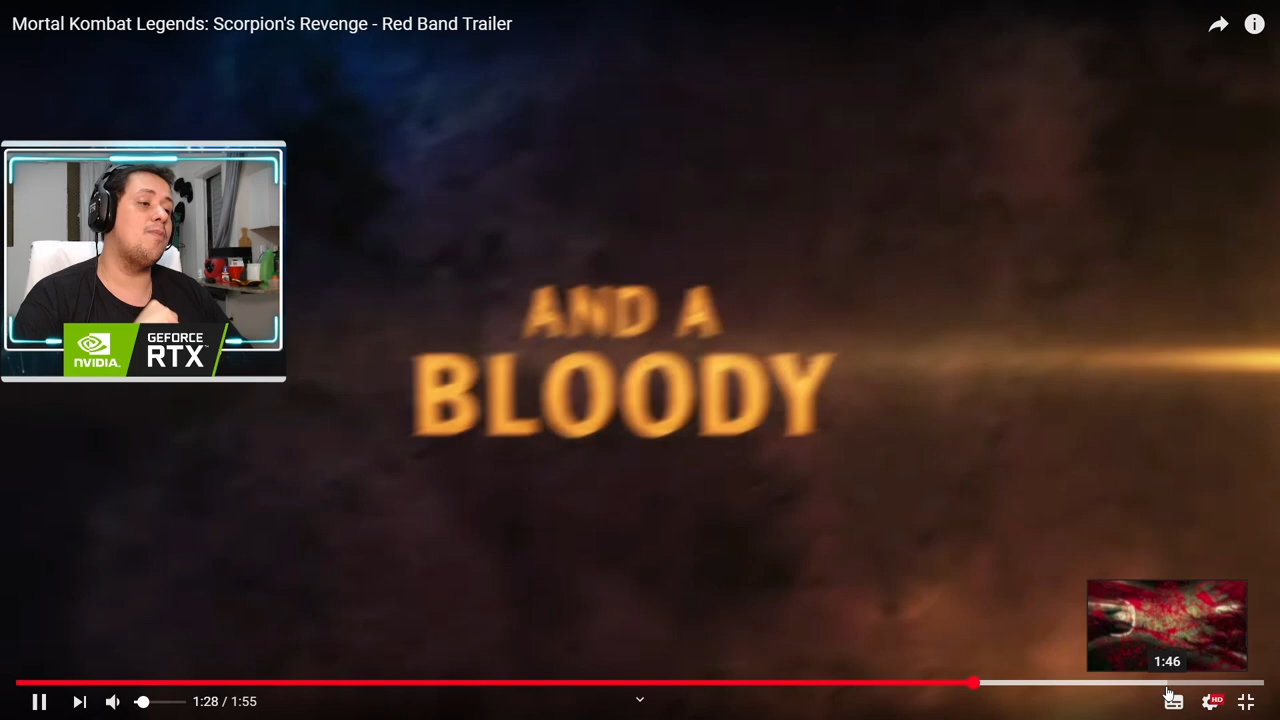 Mortal Kombat Legends: Scorpion's Revenge - Red Band Trailer
NVIDIA.
GEFORCE
RTX
AND A
BLOODY
1:46
1:28 / 1:55
HD